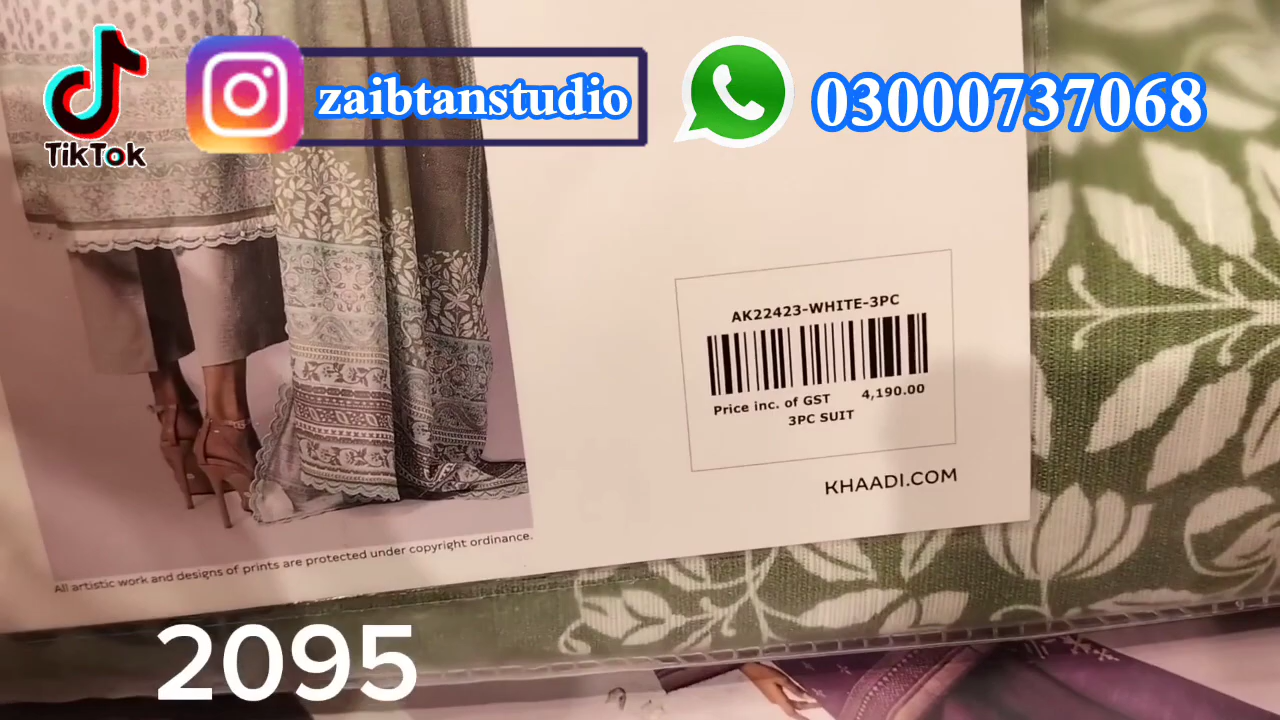 TikTok
zaibtanstudio
03000737068
AK22423-WHITE-3PC
Price inc. of GST 4,190.00
3PC SUIT
KHAADI.COM
All artistic work and designs of prints are protected under copyright ordinance.
2095